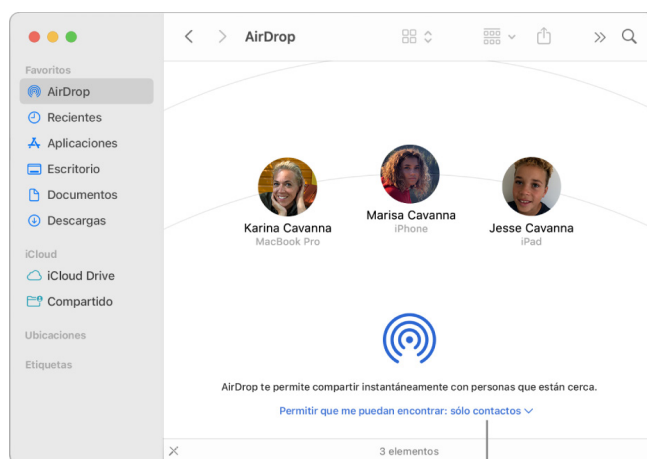 AirDrop
Favoritos
AirDrop
Recientes
Aplicaciones
Escritorio
Documentos
Descargas
iCloud
iCloud Drive
Compartido
Ubicaciones
Etiquetas
Karina Cavanna
MacBook Pro
Marisa Cavanna
iPhone
Jesse Cavanna
iPad
AirDrop te permite compartir instantáneamente con personas que están cerca.
Permitir que me puedan encontrar: sólo contactos
3 elementos